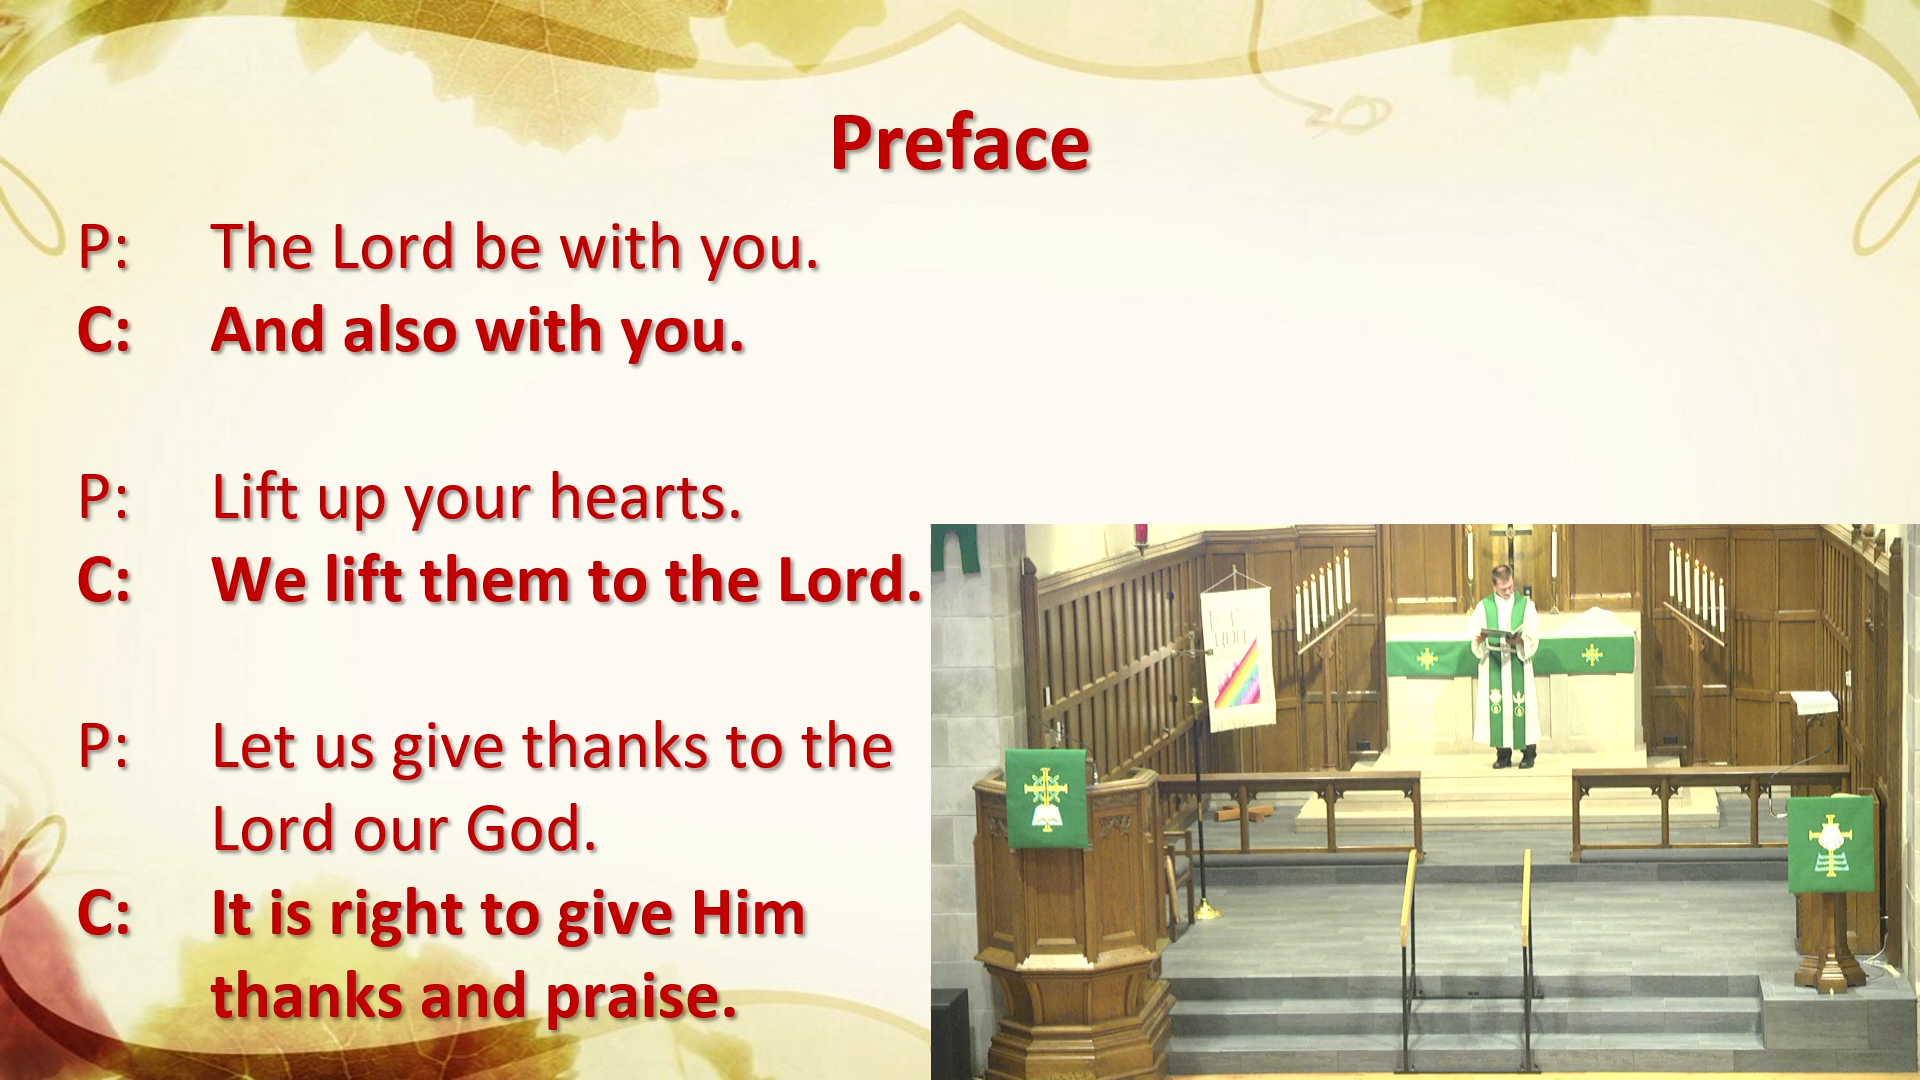 Preface
P: The Lord be with you.
C: And also with you.
P: Lift up your hearts.
C: We lift them to the Lord.
P: Let us give thanks to the
Lord our God.
C: It is right to give Him
thanks and praise.